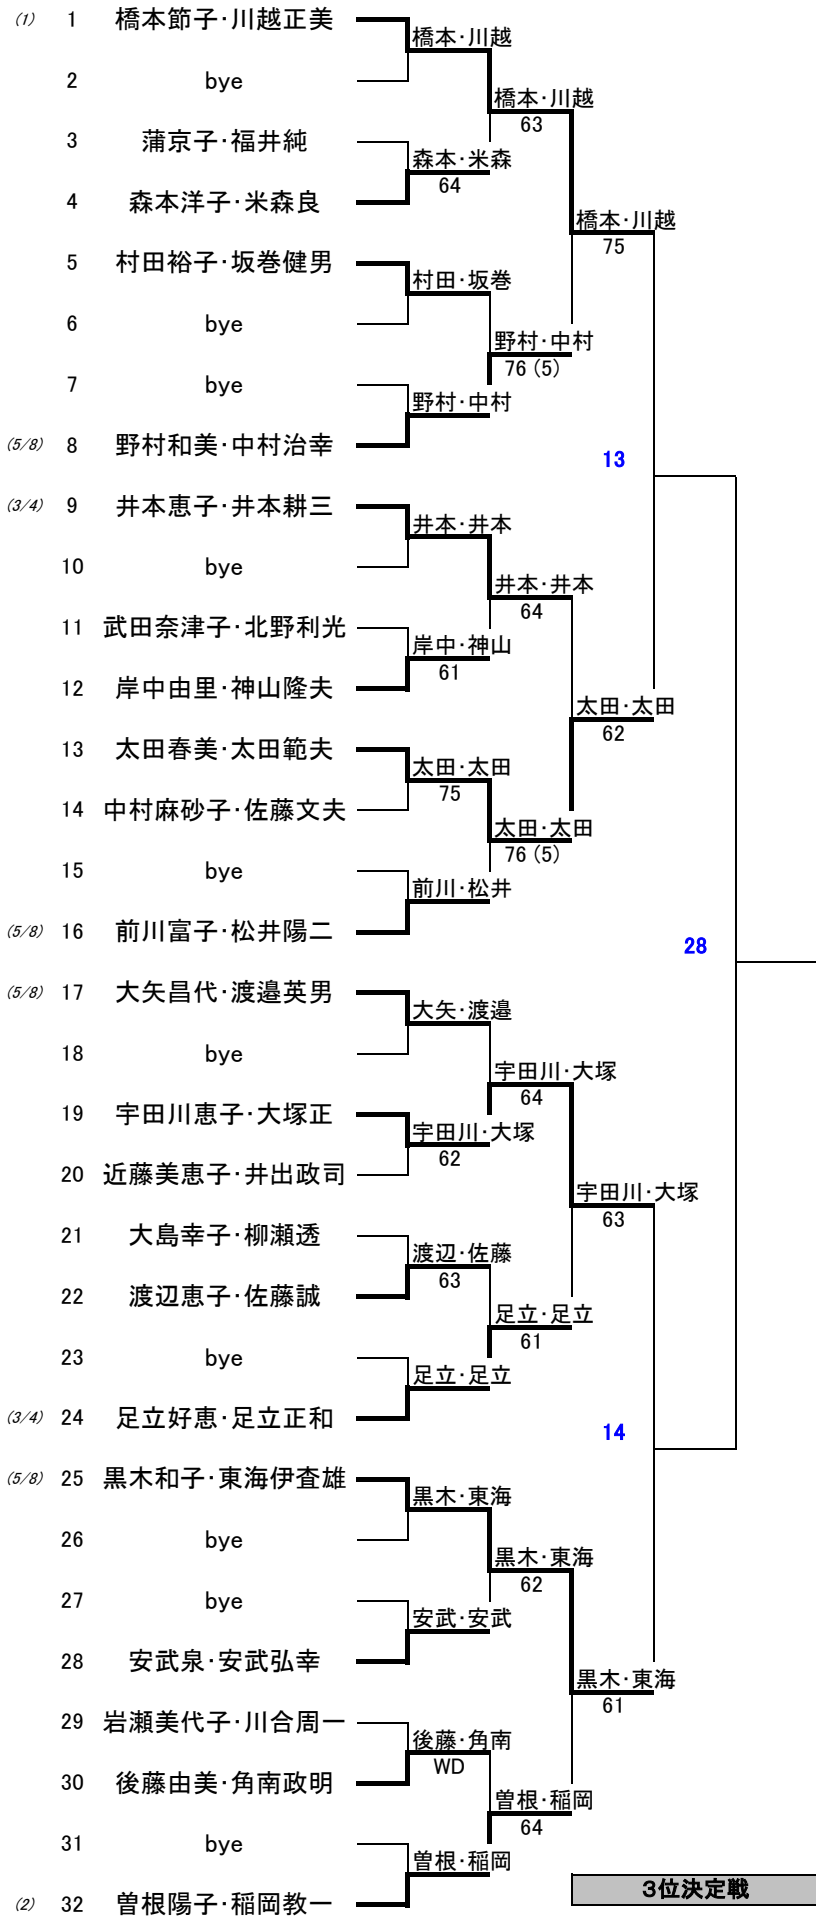 (1) 1 橋本節子･川越正美
橋本･川越
2 bye
橋本･川越
63
3 蒲京子･福井純
森本･米森
64
4 森本洋子･米森良
橋本･川越
75
5 村田裕子･坂巻健男
村田･坂巻
6 bye
野村･中村
76 (5)
7 bye
野村･中村
(5/8) 8 野村和美･中村治幸
13
(3/4) 9 井本恵子･井本耕三
井本･井本
10 bye
井本･井本
64
11 武田奈津子･北野利光
岸中･神山
61
12 岸中由里･神山隆夫
太田･太田
62
13 太田春美･太田範夫
太田･太田
75
14 中村麻砂子･佐藤文夫
太田･太田
76 (5)
15 bye
前川･松井
(5/8) 16 前川富子･松井陽二
28
(5/8) 17 大矢昌代･渡邉英男
大矢･渡邉
18 bye
宇田川･大塚
64
19 宇田川恵子･大塚正
宇田川･大塚
62
20 近藤美恵子･井出政司
宇田川･大塚
63
21 大島幸子･柳瀬透
渡辺･佐藤
63
22 渡辺恵子･佐藤誠
足立･足立
61
23 bye
足立･足立
(3/4) 24 足立好恵･足立正和
14
(5/8) 25 黒木和子･東海伊査雄
黒木･東海
26 bye
黒木･東海
62
27 bye
安武･安武
28 安武泉･安武弘幸
黒木･東海
61
29 岩瀬美代子･川合周一
後藤･角南
WD
30 後藤由美･角南政明
曽根･稲岡
64
31 bye
曽根･稲岡
3位決定戦
(2) 32 曽根陽子･稲岡教一